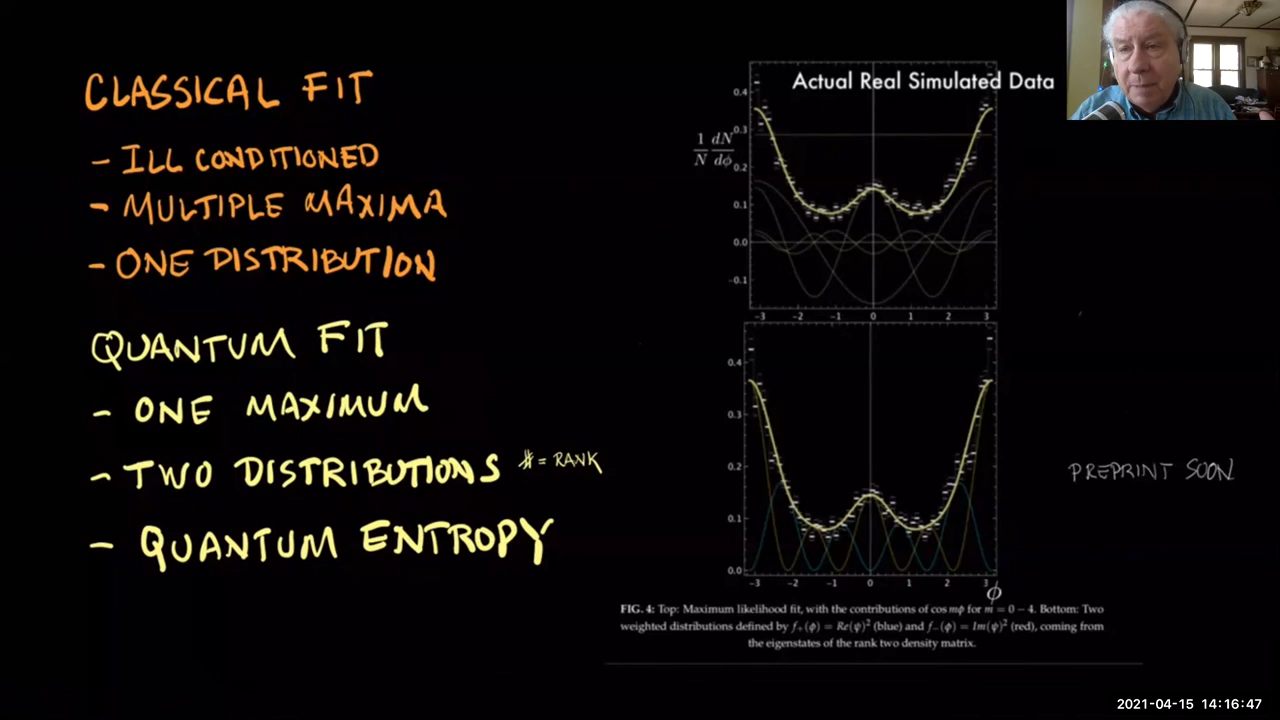 CLASSICAL FIT
- ILL CONDITIONED
- MULTIPLE MAXIMA
- ONE DISTRIBUTION
QUANTUM FIT
- ONE MAXIMUM
- TWO DISTRIBUTIONS # = RANK
- QUANTUM ENTROPY
Actual Real Simulated Data
1/N dN/dϕ
0.4
0.3
0.2
0.1
0.0
-0.1
-3 -2 -1 0 1 2 3
0.4
0.3
0.2
0.1
0.0
-3 -2 -1 0 1 2 3
ϕ
FIG. 4: Top: Maximum likelihood fit, with the contributions of cos mϕ for m = 0 − 4. Bottom: Two
weighted distributions defined by f₊(ϕ) = Re(ψ)² (blue) and f₋(ϕ) = Im(ψ)² (red), coming from
the eigenstates of the rank two density matrix.
PREPRINT SOON
2021-04-15 14:16:47